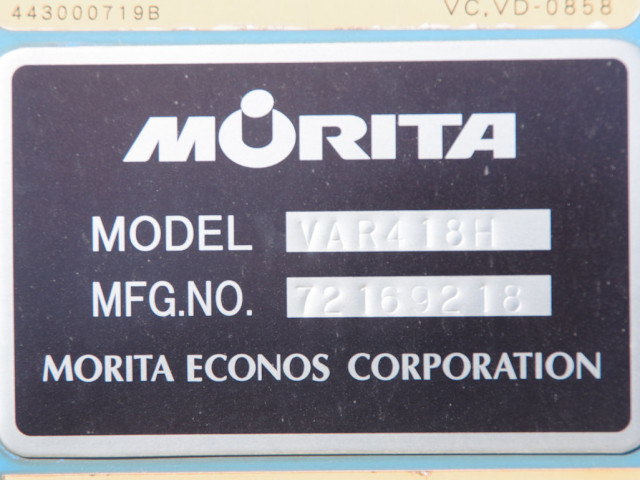 443000719B VC,VD-0858
MORITA
MODEL VAR418H
MFG.NO. 72169218
MORITA ECONOS CORPORATION